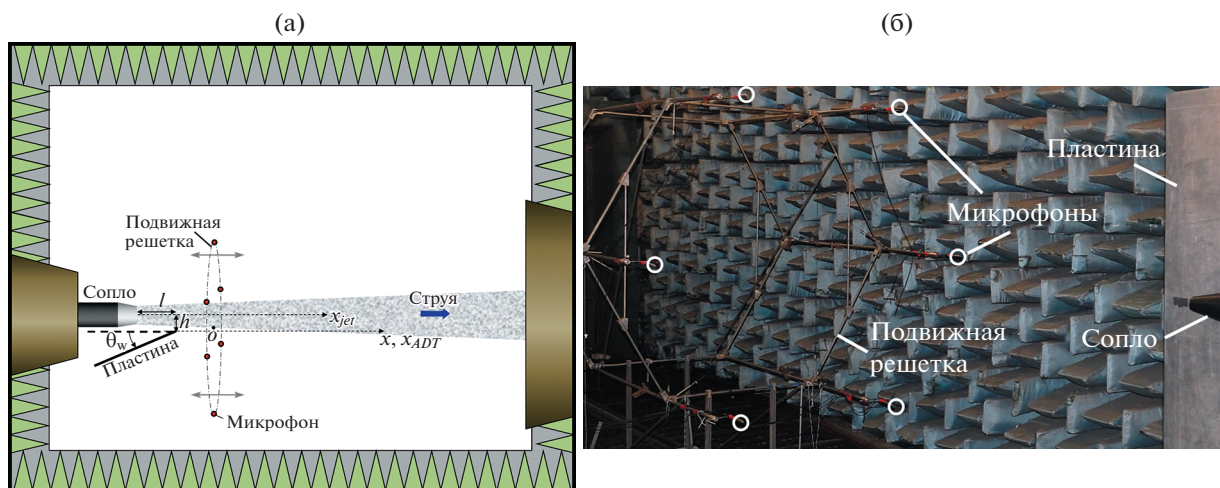 (а)
(б)
Подвижная
решетка
Сопло
l
h
Струя
x_jet
o
x, x_ADT
θ_w
Пластина
Микрофон
Пластина
Микрофоны
Подвижная
решетка
Сопло